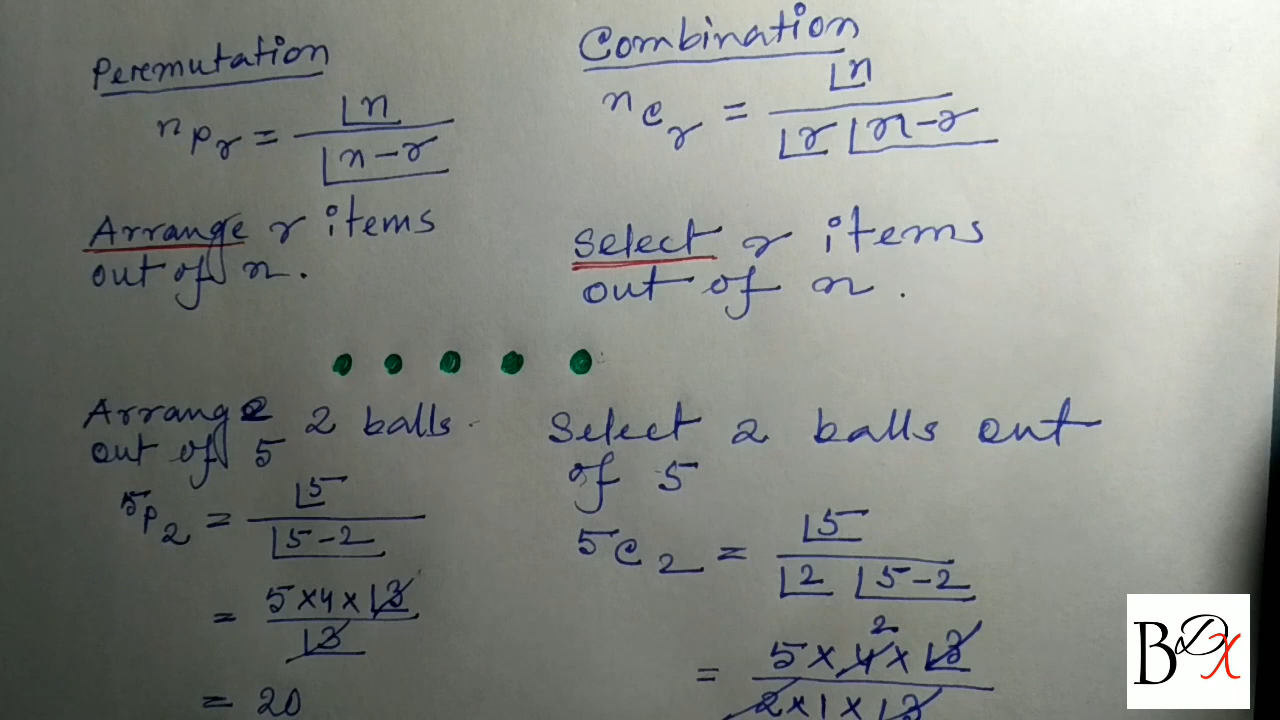 Peremutation
nPr = ⌊n / ⌊n-r
Arrange r items
out of n.
Combination
nCr = ⌊n / ⌊r ⌊n-r
Select r items
out of n.
Arrange 2 balls.
out of 5
5P2 = ⌊5 / ⌊5-2
= 5×4×⌊3 / ⌊3
= 20
Select 2 balls out
of 5
5C2 = ⌊5 / ⌊2 ⌊5-2
2
= 5×4×⌊3 / 2×1×⌊3
BDX